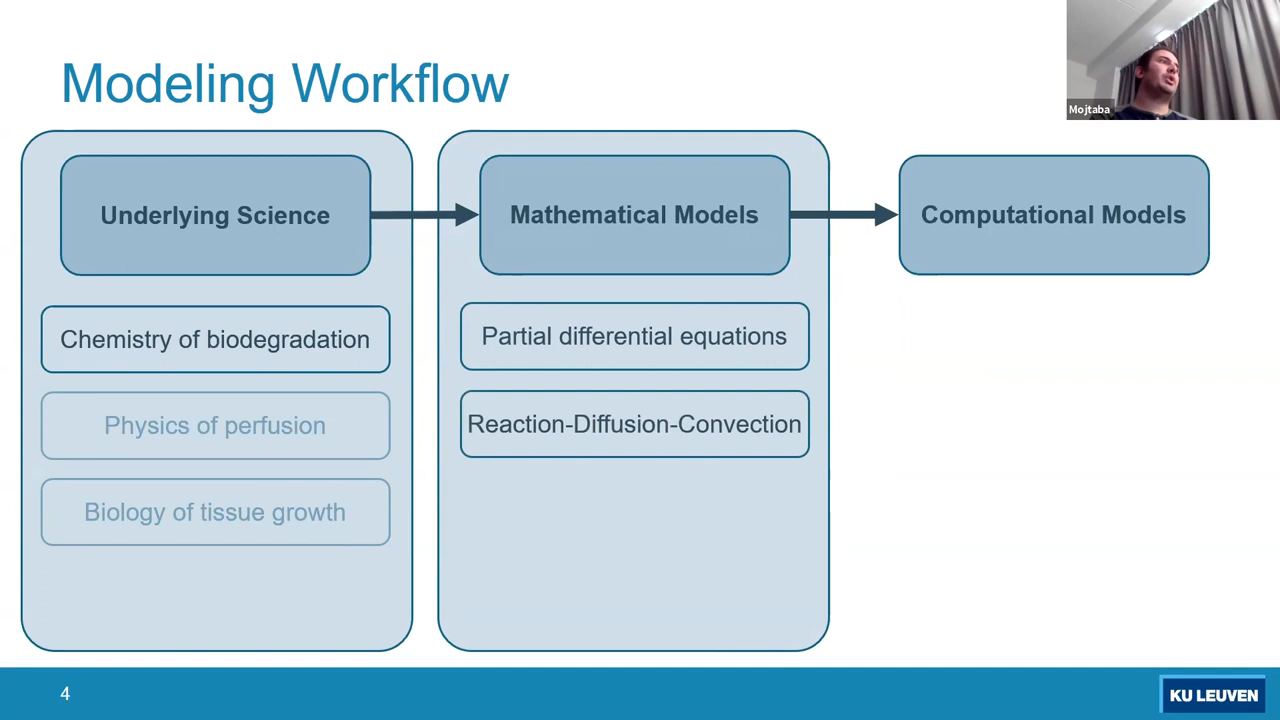 Modeling Workflow
Mojtaba
Underlying Science
Mathematical Models
Computational Models
Chemistry of biodegradation
Physics of perfusion
Biology of tissue growth
Partial differential equations
Reaction-Diffusion-Convection
4
KU LEUVEN